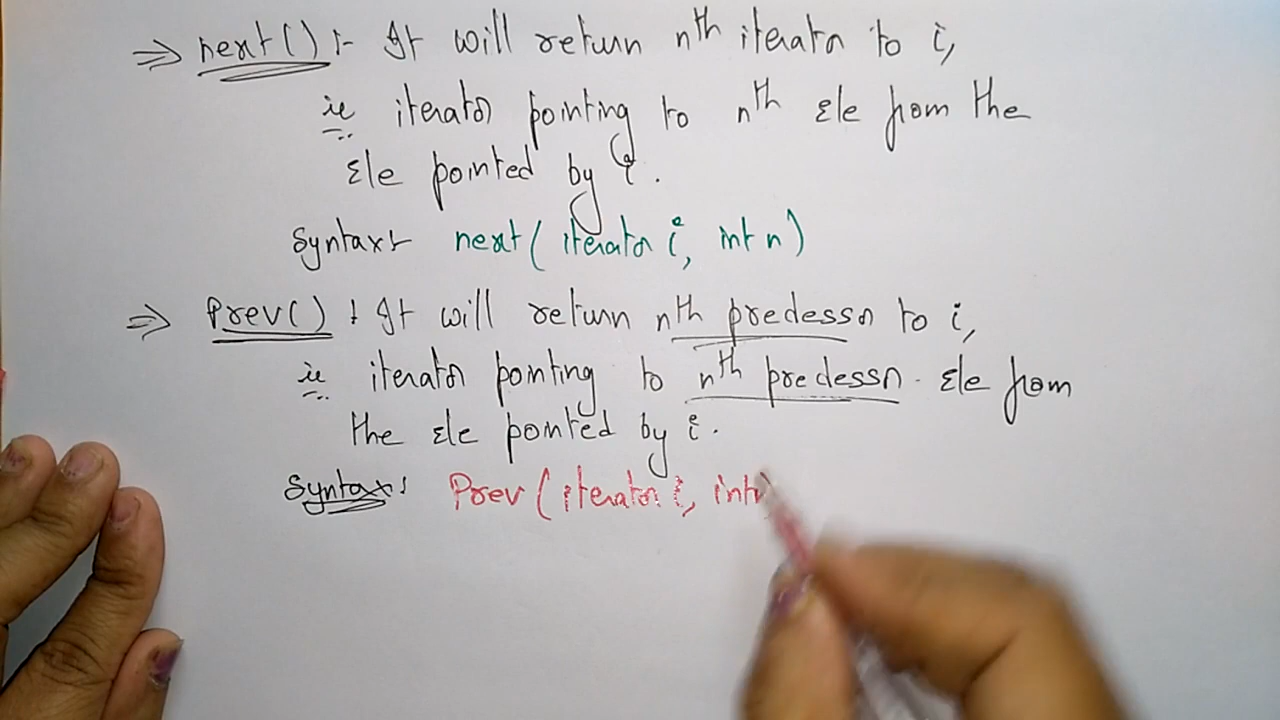 ⇒ next() :- It will return nth iterator to i,
ie iterator pointing to nth Ele from the
Ele pointed by i.
Syntax:- next( iterator i, int n)
⇒ Prev() : It will return nth predessor to i,
ie iterator pointing to nth predessor. Ele from
the ele pointed by i.
Syntax: Prev ( iterator i, int